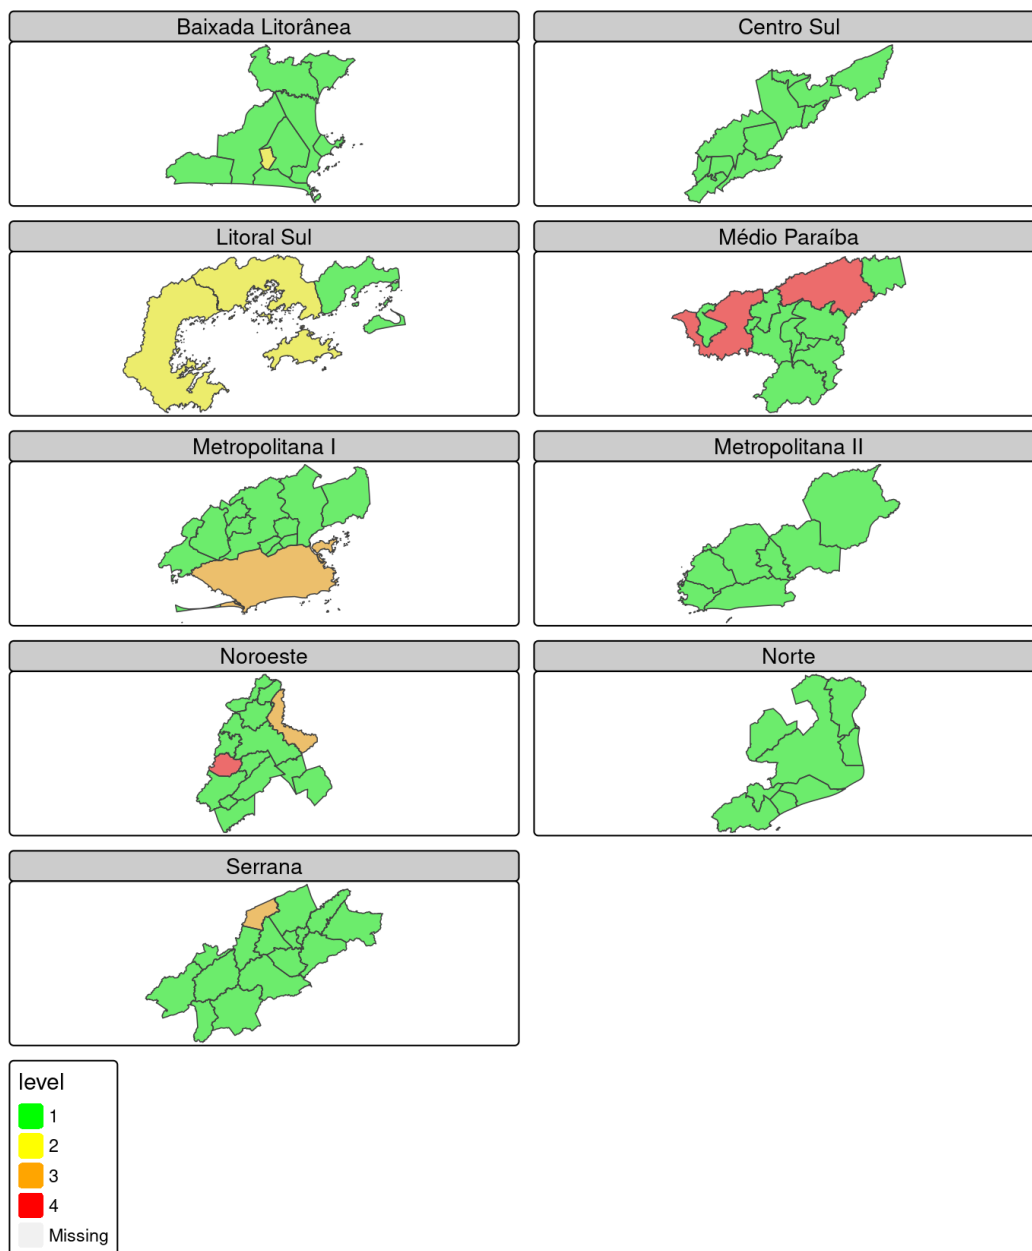 Baixada Litorânea
Centro Sul
Litoral Sul
Médio Paraíba
Metropolitana I
Metropolitana II
Noroeste
Norte
Serrana
level
1
2
3
4
Missing